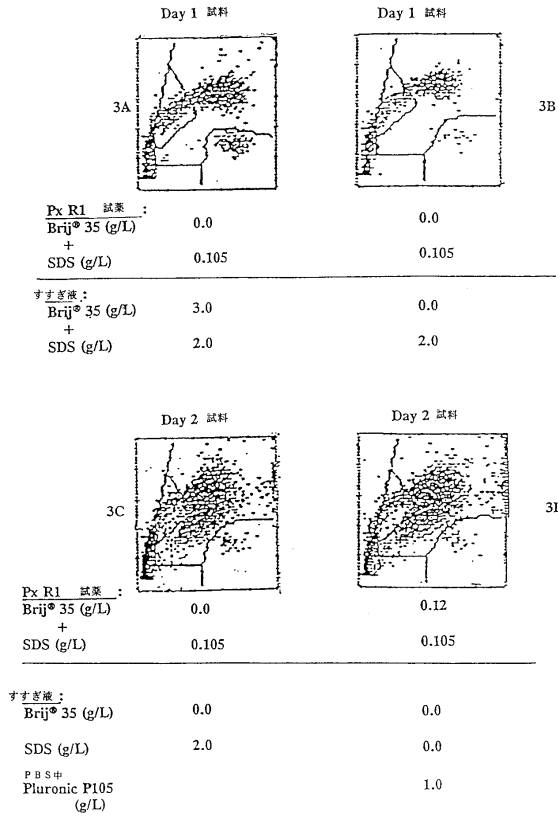 Day 1 試料 Day 1 試料
3A 3B
Px R1 試薬 :
Brij® 35 (g/L) 0.0 0.0
+
SDS (g/L) 0.105 0.105
すすぎ液 :
Brij® 35 (g/L) 3.0 0.0
+
SDS (g/L) 2.0 2.0
Day 2 試料 Day 2 試料
3C 3I
Px R1 試薬 :
Brij® 35 (g/L) 0.0 0.12
+
SDS (g/L) 0.105 0.105
すすぎ液 :
Brij® 35 (g/L) 0.0 0.0
SDS (g/L) 2.0 0.0
PBS中
Pluronic P105 1.0
(g/L)